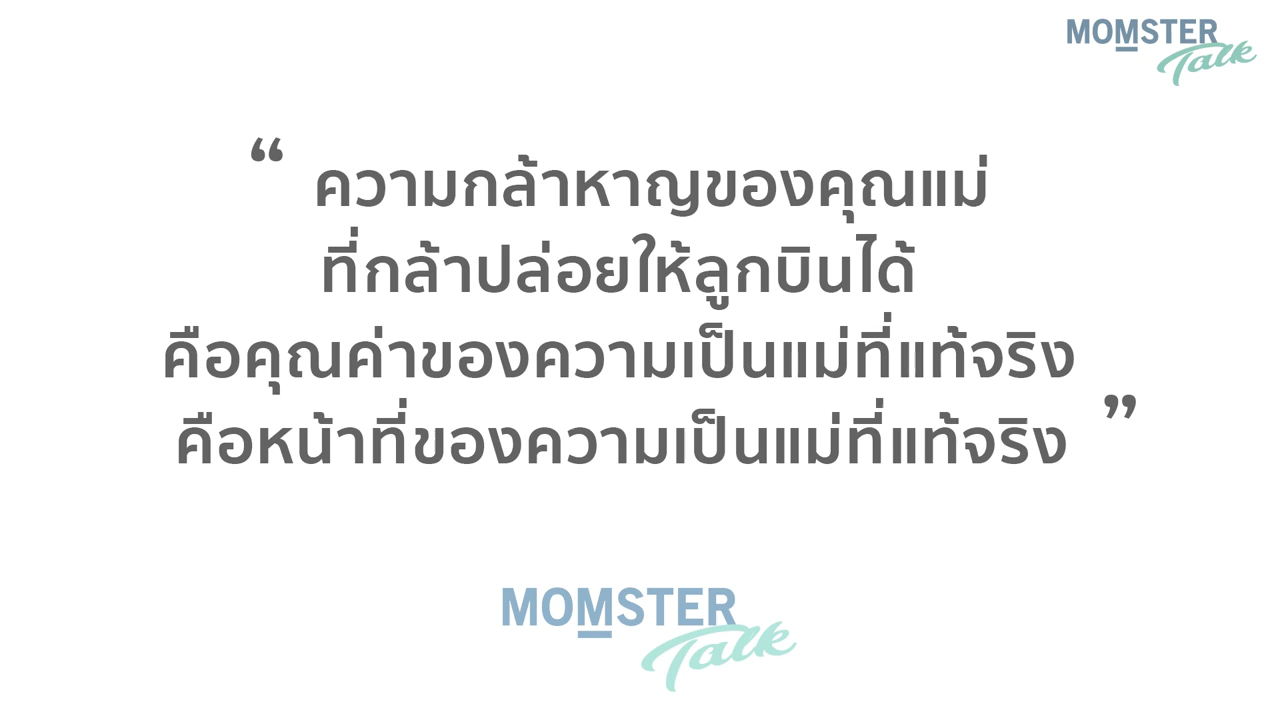 MOMSTER
Talk
“ ความกล้าหาญของคุณแม่
ที่กล้าปล่อยให้ลูกบินได้
คือคุณค่าของความเป็นแม่ที่แท้จริง
คือหน้าที่ของความเป็นแม่ที่แท้จริง ”
MOMSTER
Talk